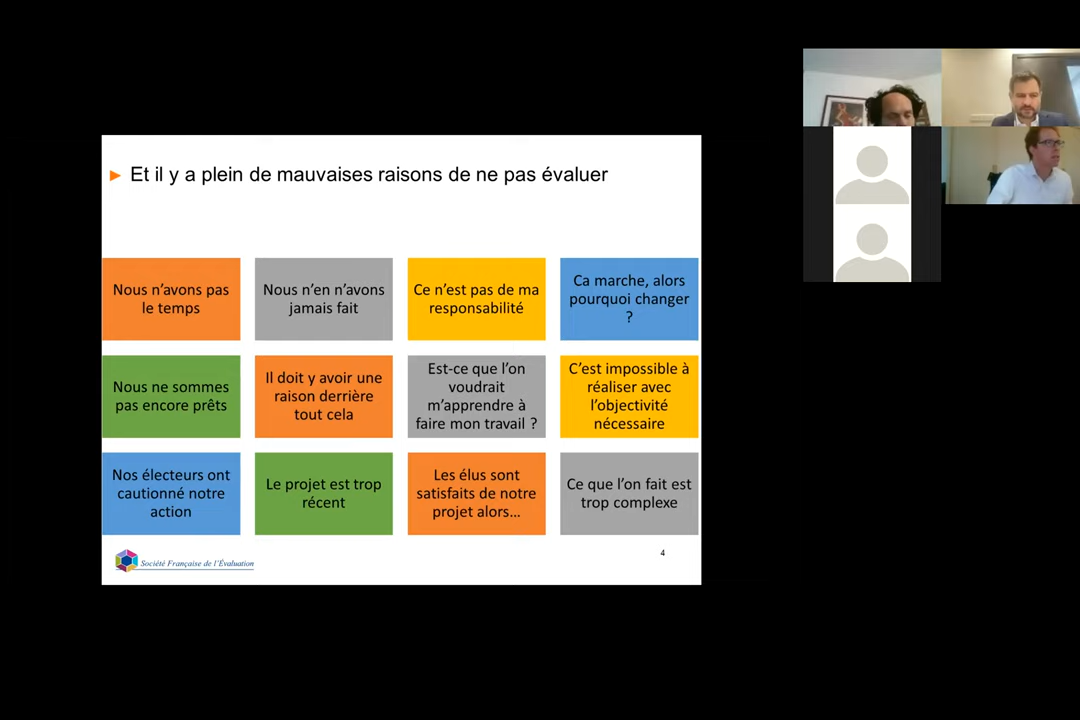 Et il y a plein de mauvaises raisons de ne pas évaluer
Nous n'avons pas
le temps
Nous n'en n'avons
jamais fait
Ce n'est pas de ma
responsabilité
Ca marche, alors
pourquoi changer
?
Nous ne sommes
pas encore prêts
Il doit y avoir une
raison derrière
tout cela
Est-ce que l'on
voudrait
m'apprendre à
faire mon travail ?
C'est impossible à
réaliser avec
l'objectivité
nécessaire
Nos électeurs ont
cautionné notre
action
Le projet est trop
récent
Les élus sont
satisfaits de notre
projet alors…
Ce que l'on fait est
trop complexe
Société Française de l'Évaluation
4